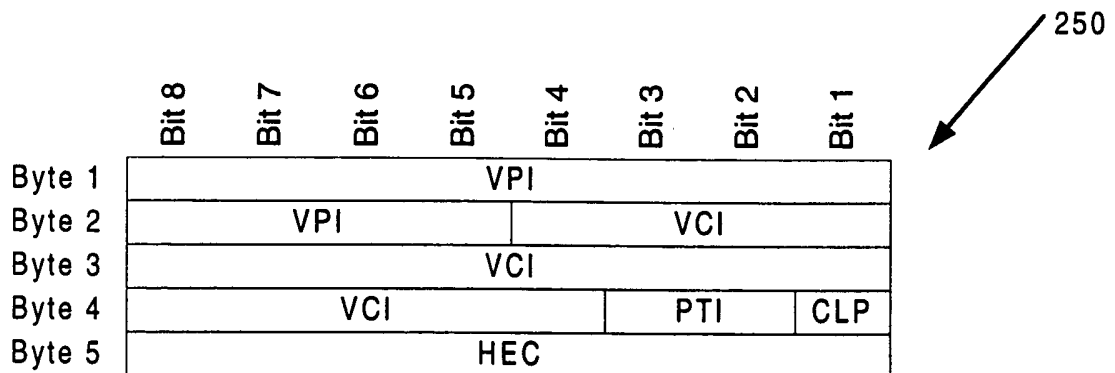 250
Bit 8 Bit 7 Bit 6 Bit 5 Bit 4 Bit 3 Bit 2 Bit 1
Byte 1 VPI
Byte 2 VPI VCI
Byte 3 VCI
Byte 4 VCI PTI CLP
Byte 5 HEC